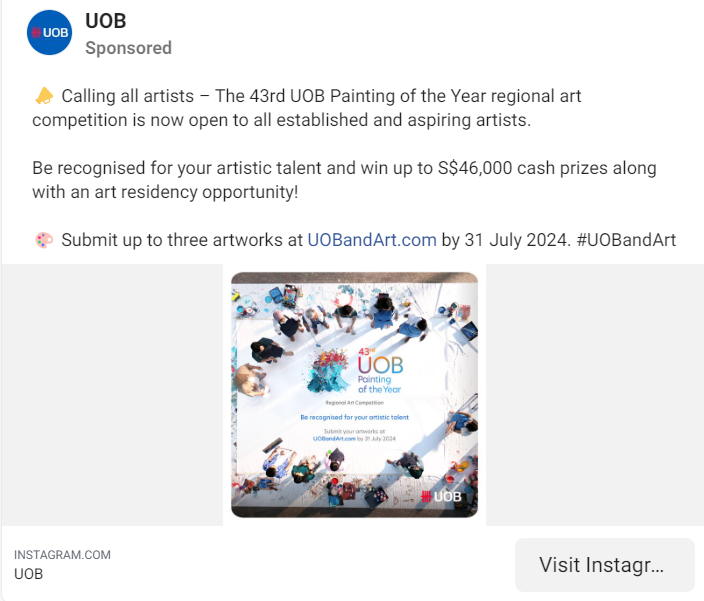 UOB
UOB
Sponsored
📣 Calling all artists – The 43rd UOB Painting of the Year regional art
competition is now open to all established and aspiring artists.
Be recognised for your artistic talent and win up to S$46,000 cash prizes along
with an art residency opportunity!
🎨 Submit up to three artworks at UOBandArt.com by 31 July 2024. #UOBandArt
43rd
UOB
Painting
of the Year
Regional Art Competition
Be recognised for your artistic talent
Submit your artworks at
UOBandArt.com by 31 July 2024
UOB
INSTAGRAM.COM
UOB
Visit Instagr...